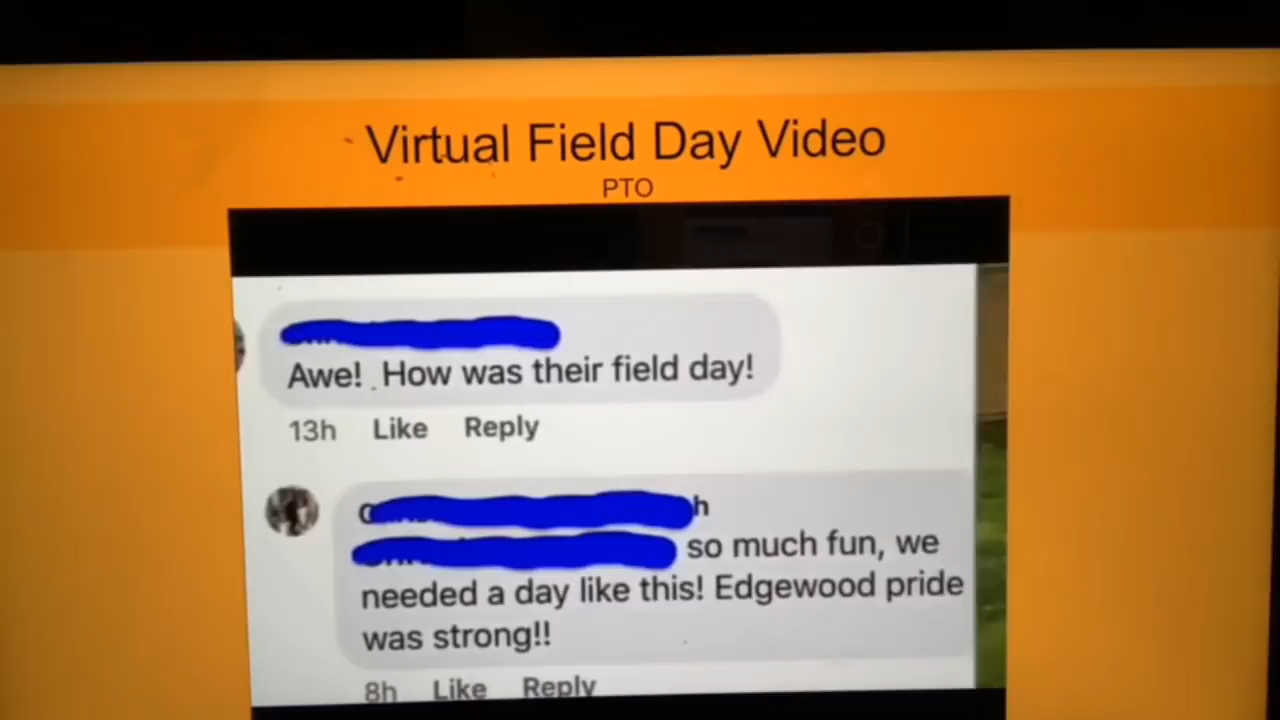 Virtual Field Day Video
PTO
Awe! How was their field day!
13h Like Reply
h
so much fun, we
needed a day like this! Edgewood pride
was strong!!
8h Like Reply